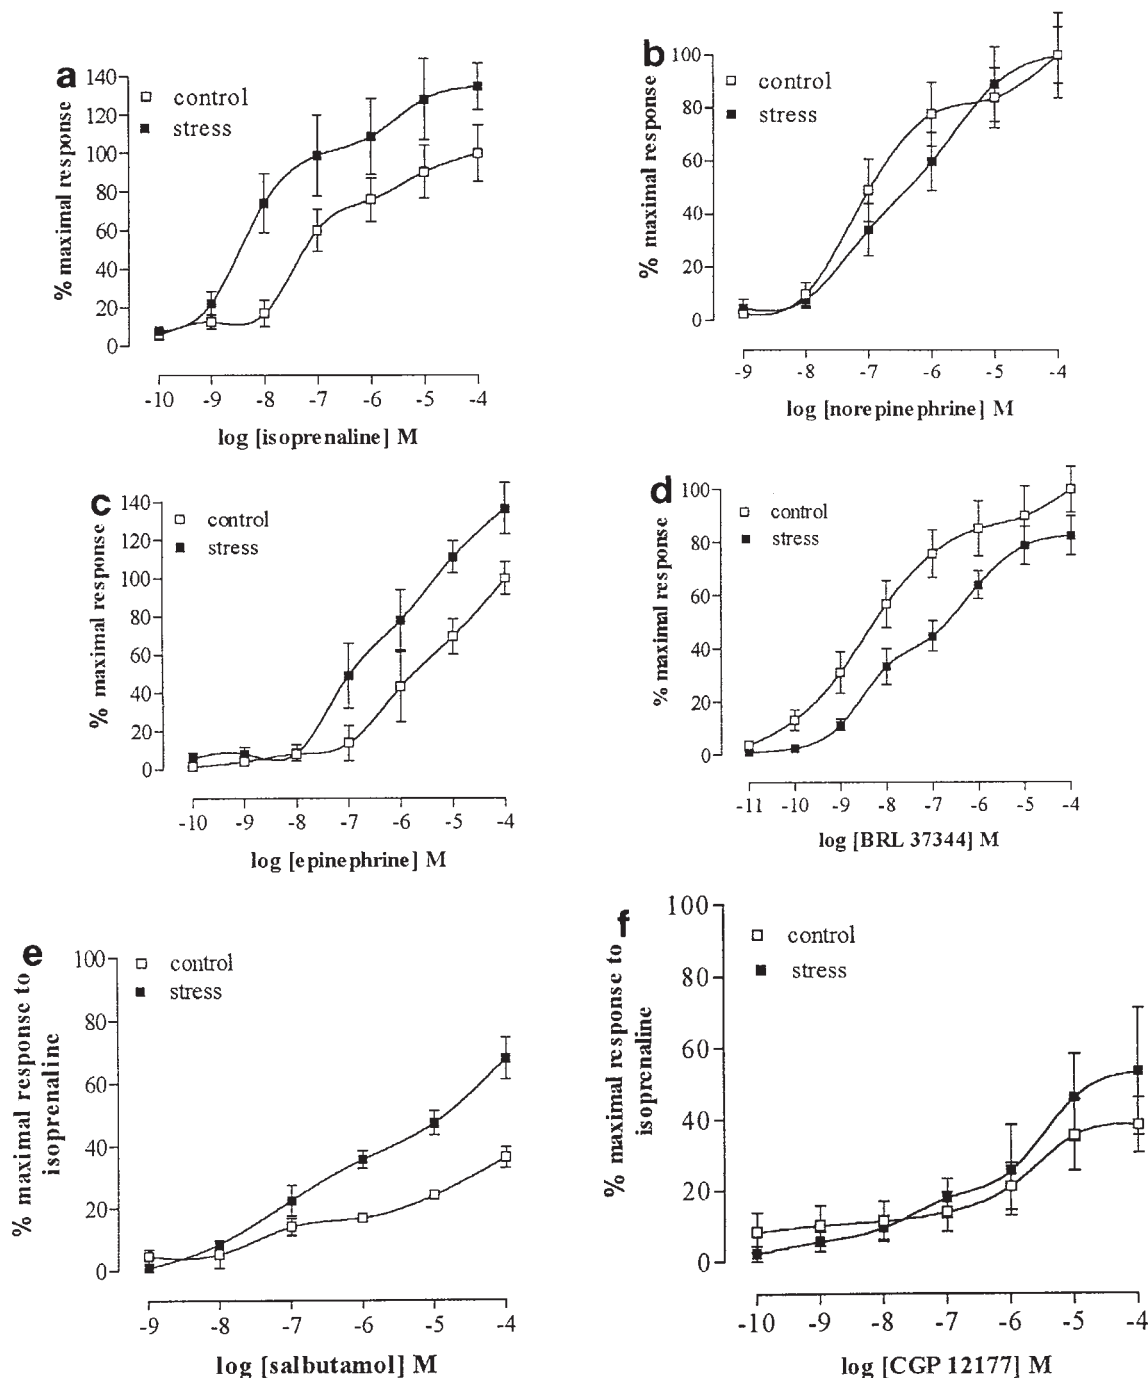 a
140
120
100
80
60
40
20
0
% maximal response
control
stress
-10 -9 -8 -7 -6 -5 -4
log [isoprenaline] M
b
100
80
60
40
20
0
% maximal response
control
stress
-9 -8 -7 -6 -5 -4
log [norepinephrine] M
c
140
120
100
80
60
40
20
0
% maximal response
control
stress
-10 -9 -8 -7 -6 -5 -4
log [epinephrine] M
d
100
80
60
40
20
0
% maximal response
control
stress
-11 -10 -9 -8 -7 -6 -5 -4
log [BRL 37344] M
e
100
80
60
40
20
0
% maximal response to
isoprenaline
control
stress
-9 -8 -7 -6 -5 -4
log [salbutamol] M
f
100
80
60
40
20
0
% maximal response to
isoprenaline
control
stress
-10 -9 -8 -7 -6 -5 -4
log [CGP 12177] M